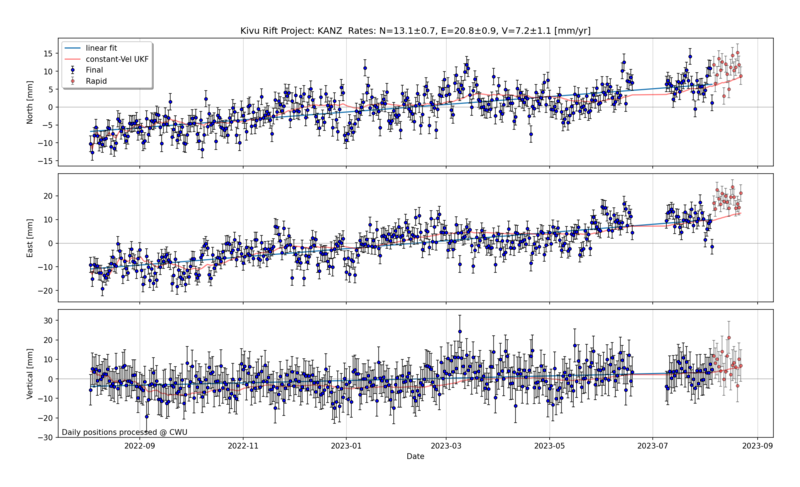 Kivu Rift Project: KANZ Rates: N=13.1±0.7, E=20.8±0.9, V=7.2±1.1 [mm/yr]
linear fit
constant-Vel UKF
Final
Rapid
North [mm]
15
10
5
0
−5
−10
−15
East [mm]
20
10
0
−10
−20
Vertical [mm]
30
20
10
0
−10
−20
−30
Daily positions processed @ CWU
2022-09
2022-11
2023-01
2023-03
2023-05
2023-07
2023-09
Date